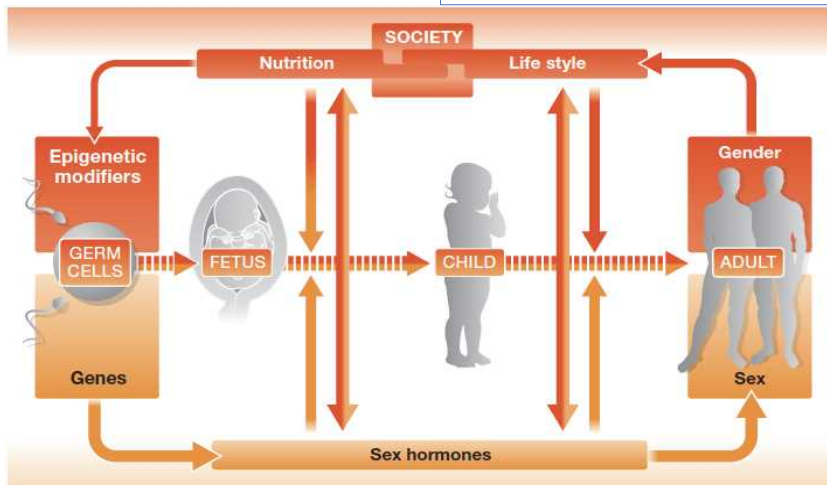 SOCIETY
Nutrition
Life style
Epigenetic
modifiers
Gender
GERM
CELLS
FETUS
CHILD
ADULT
Genes
Sex
Sex hormones